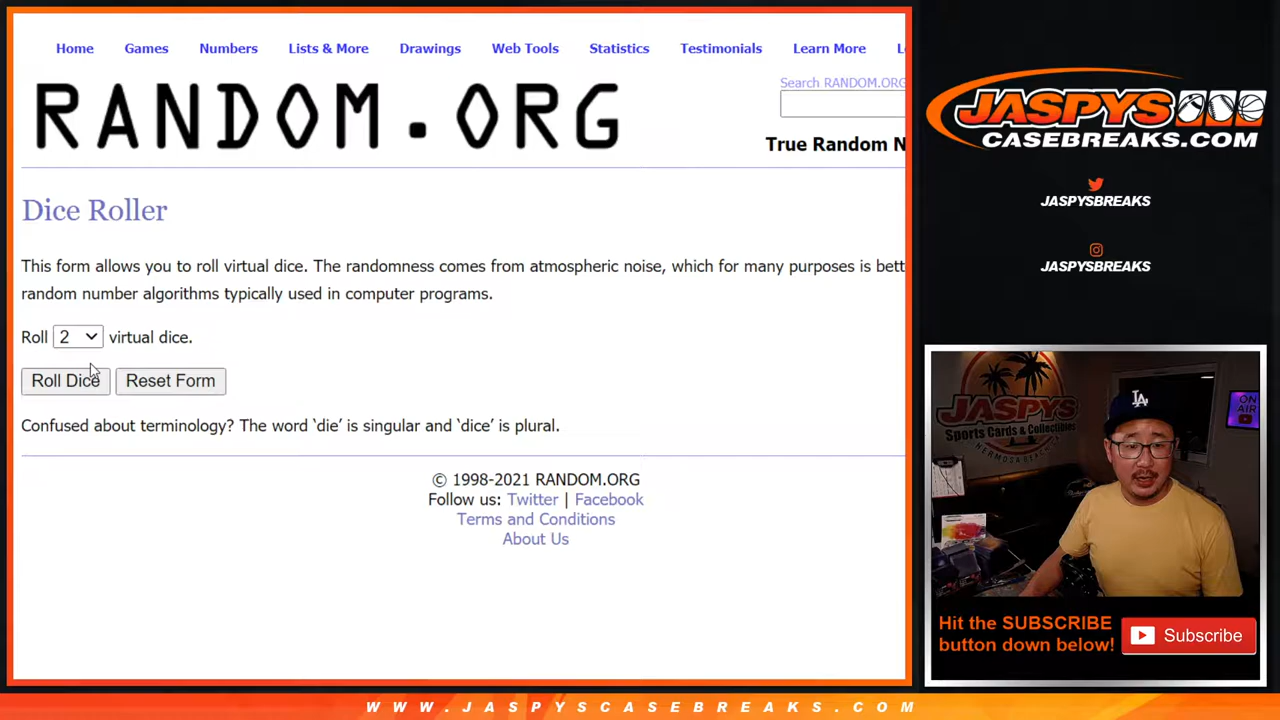 Home Games Numbers Lists & More Drawings Web Tools Statistics Testimonials Learn More
Search RANDOM.ORG
RANDOM.ORG
True Random N
Dice Roller
This form allows you to roll virtual dice. The randomness comes from atmospheric noise, which for many purposes is bett
random number algorithms typically used in computer programs.
Roll 2 virtual dice.
Roll Dice Reset Form
Confused about terminology? The word ‘die’ is singular and ‘dice’ is plural.
© 1998-2021 RANDOM.ORG
Follow us: Twitter | Facebook
Terms and Conditions
About Us
JASPYS
CASEBREAKS.COM
JASPYSBREAKS
JASPYSBREAKS
JASPYS
Sports Cards & Collectibles
HERMOSA BEACH
LA
ON
AIR
Hit the SUBSCRIBE
button down below!
Subscribe
WWW.JASPYSCASEBREAKS.COM